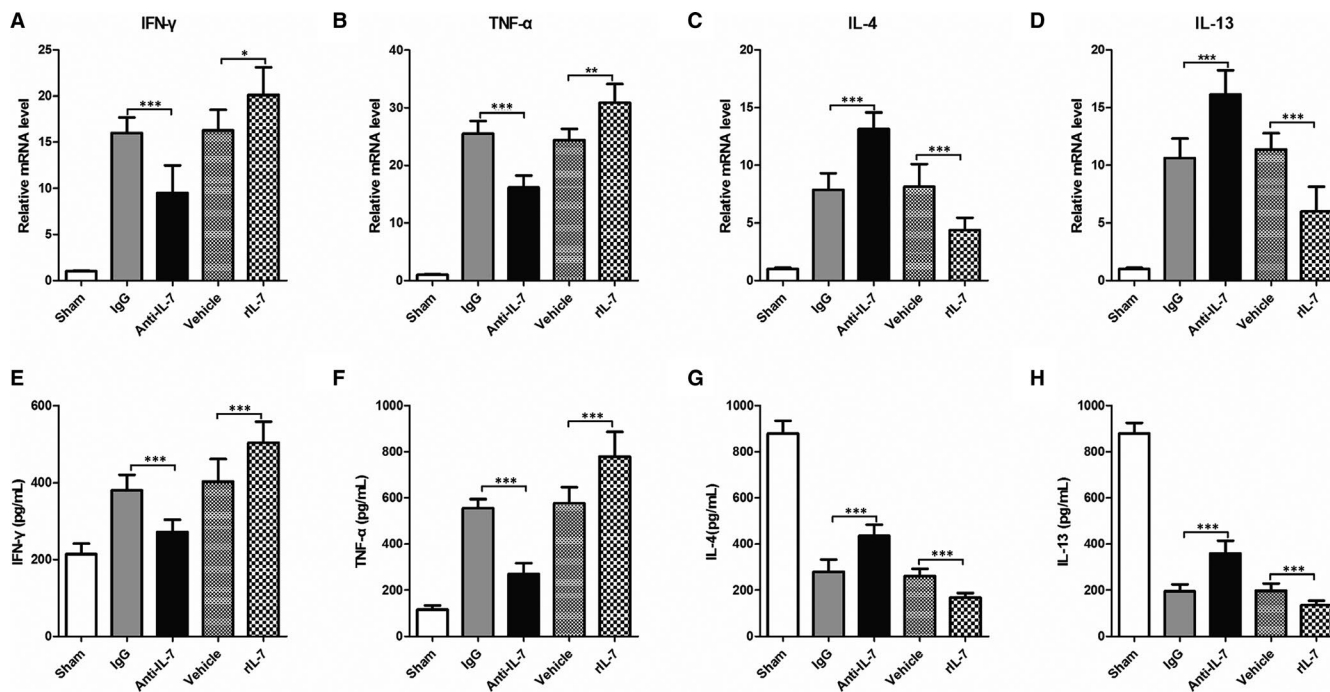 A IFN-γ
Relative mRNA level
25
20
15
10
5
0
***
*
Sham
IgG
Anti-IL-7
Vehicle
rIL-7
B TNF-α
Relative mRNA level
40
30
20
10
0
***
**
Sham
IgG
Anti-IL-7
Vehicle
rIL-7
C IL-4
Relative mRNA level
20
15
10
5
0
***
***
Sham
IgG
Anti-IL-7
Vehicle
rIL-7
D IL-13
Relative mRNA level
20
15
10
5
0
***
***
Sham
IgG
Anti-IL-7
Vehicle
rIL-7
E
IFN-γ (pg/mL)
600
400
200
0
***
***
Sham
IgG
Anti-IL-7
Vehicle
rIL-7
F
TNF-α (pg/mL)
1000
800
600
400
200
0
***
***
Sham
IgG
Anti-IL-7
Vehicle
rIL-7
G
IL-4(pg/mL)
1000
800
600
400
200
0
***
***
Sham
IgG
Anti-IL-7
Vehicle
rIL-7
H
IL-13 (pg/mL)
1000
800
600
400
200
0
***
***
Sham
IgG
Anti-IL-7
Vehicle
rIL-7